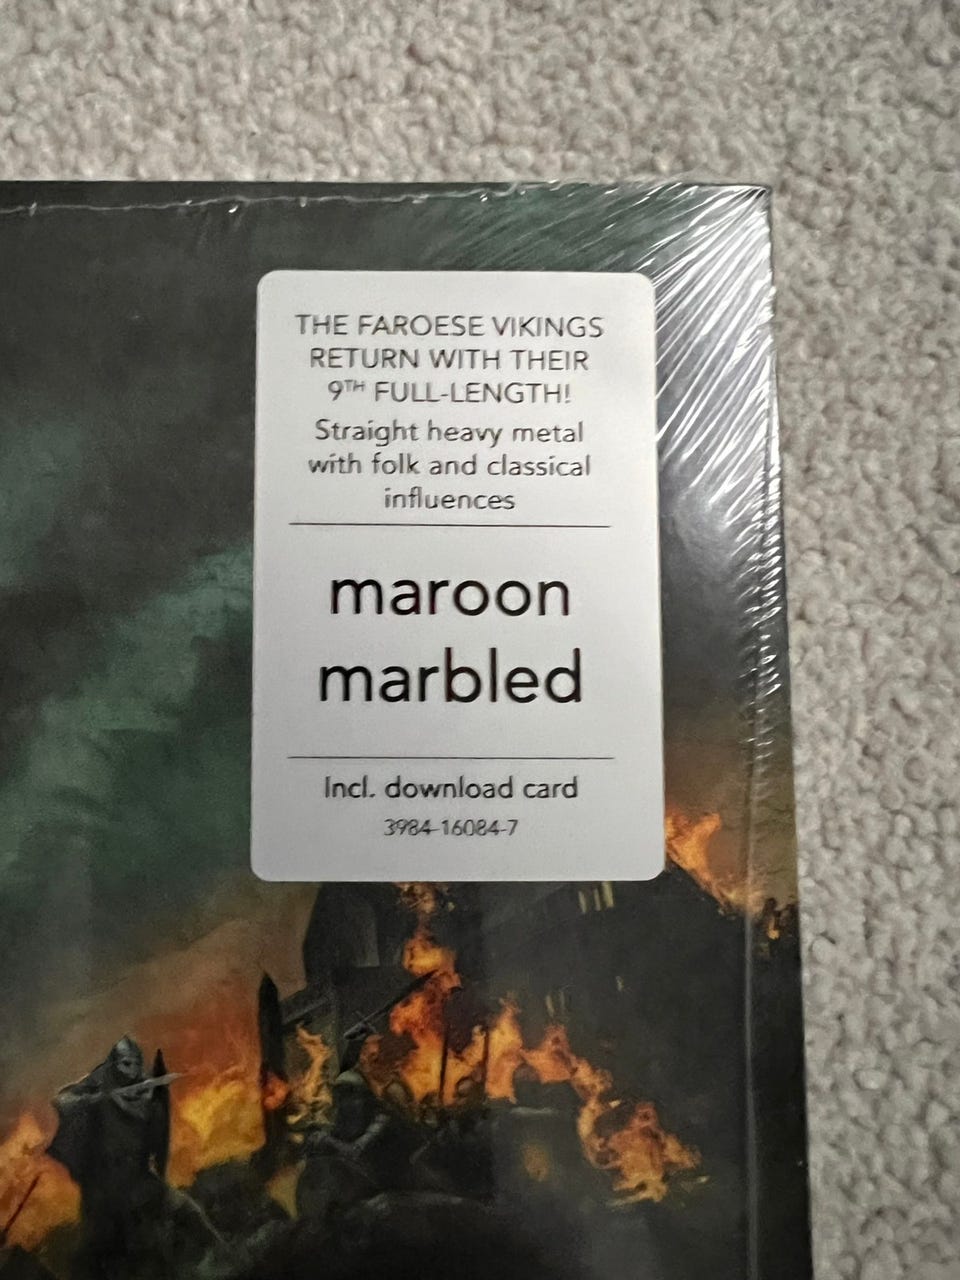 THE FAROESE VIKINGS
RETURN WITH THEIR
9TH FULL-LENGTH!
Straight heavy metal
with folk and classical
influences
maroon
marbled
Incl. download card
3984-16084-7